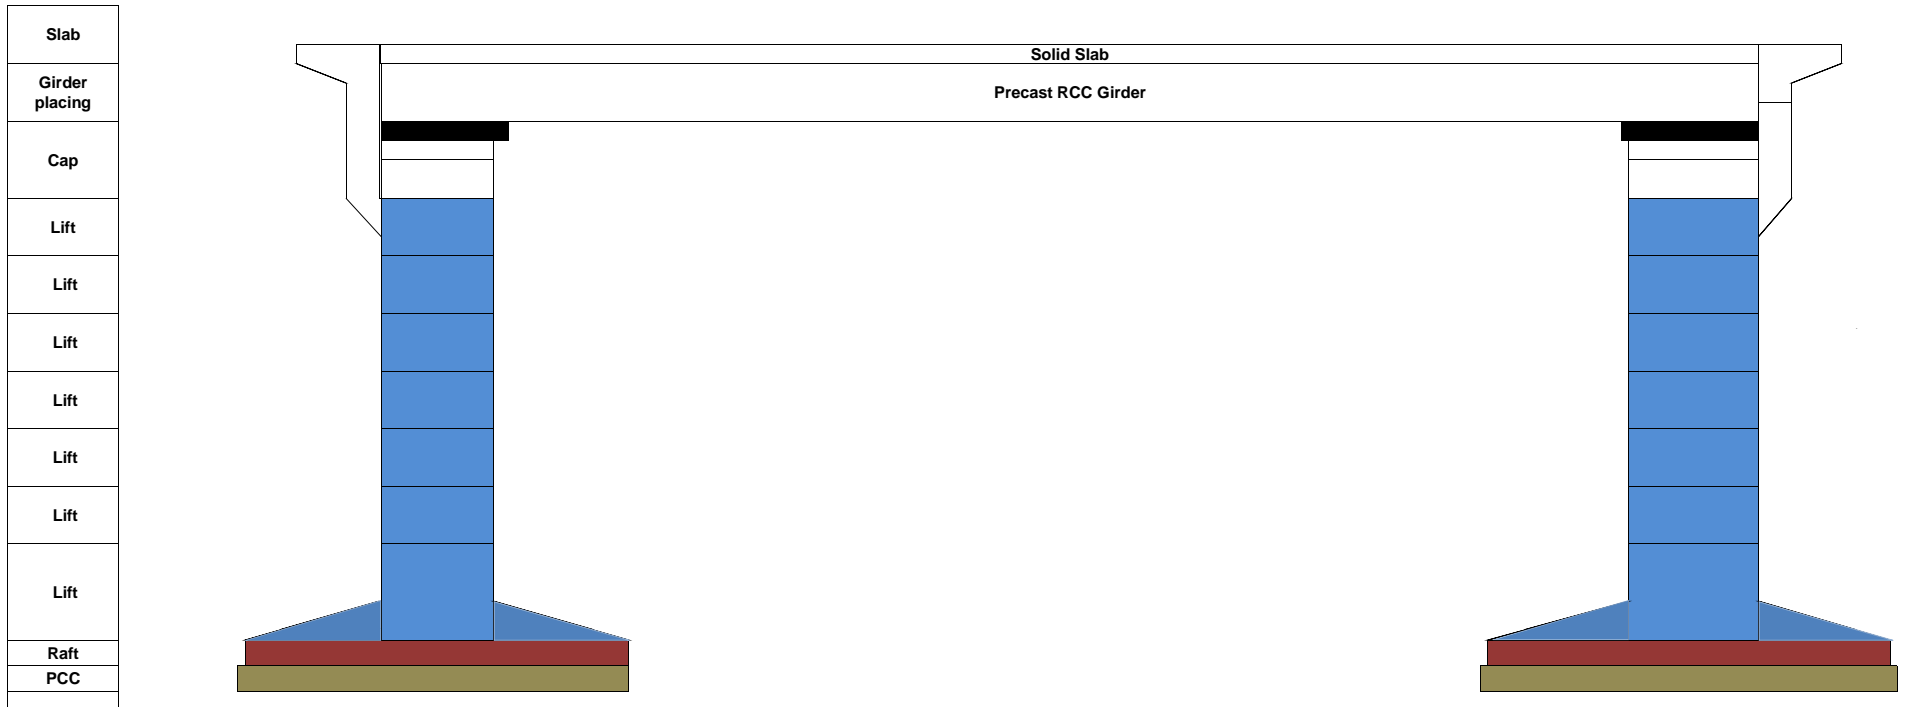 Slab
Solid Slab
Girder
placing
Precast RCC Girder
Cap
Lift
Lift
Lift
Lift
Lift
Lift
Lift
Raft
PCC